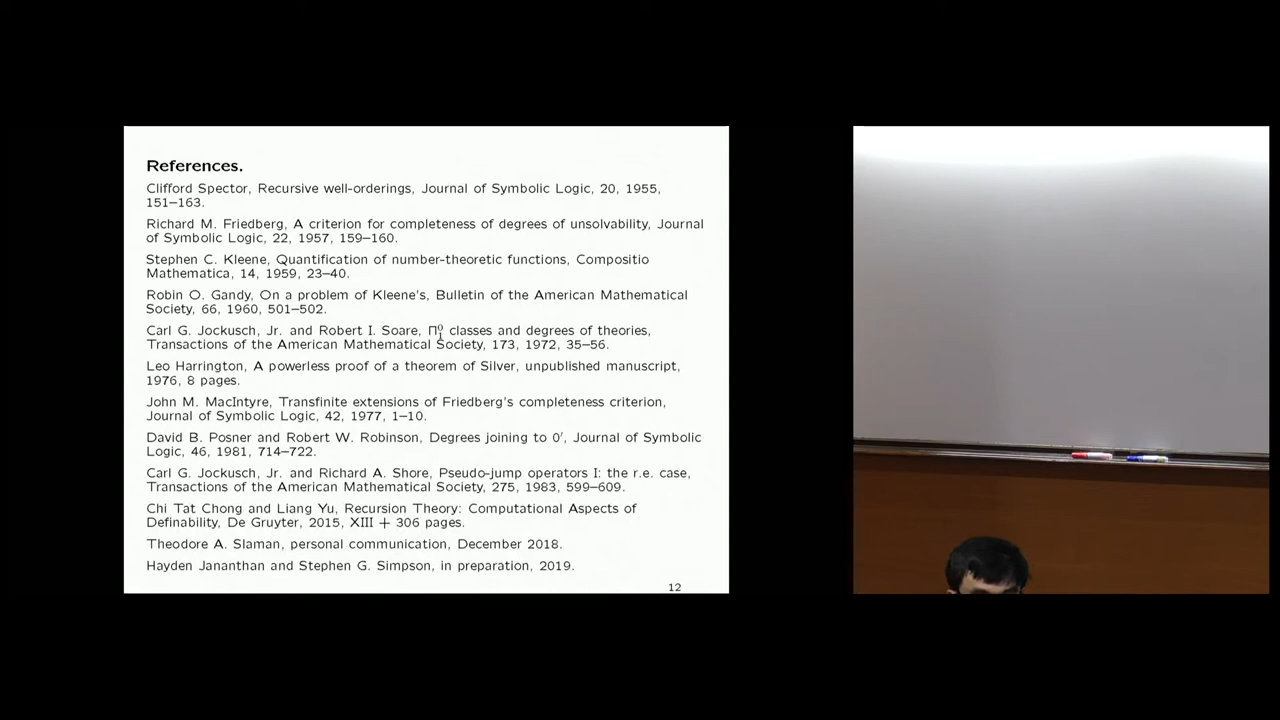 References.
Clifford Spector, Recursive well-orderings, Journal of Symbolic Logic, 20, 1955,
151–163.
Richard M. Friedberg, A criterion for completeness of degrees of unsolvability, Journal
of Symbolic Logic, 22, 1957, 159–160.
Stephen C. Kleene, Quantification of number-theoretic functions, Compositio
Mathematica, 14, 1959, 23–40.
Robin O. Gandy, On a problem of Kleene's, Bulletin of the American Mathematical
Society, 66, 1960, 501–502.
Carl G. Jockusch, Jr. and Robert I. Soare, Π⁰₁ classes and degrees of theories,
Transactions of the American Mathematical Society, 173, 1972, 35–56.
Leo Harrington, A powerless proof of a theorem of Silver, unpublished manuscript,
1976, 8 pages.
John M. MacIntyre, Transfinite extensions of Friedberg's completeness criterion,
Journal of Symbolic Logic, 42, 1977, 1–10.
David B. Posner and Robert W. Robinson, Degrees joining to 0′, Journal of Symbolic
Logic, 46, 1981, 714–722.
Carl G. Jockusch, Jr. and Richard A. Shore, Pseudo-jump operators I: the r.e. case,
Transactions of the American Mathematical Society, 275, 1983, 599–609.
Chi Tat Chong and Liang Yu, Recursion Theory: Computational Aspects of
Definability, De Gruyter, 2015, XIII + 306 pages.
Theodore A. Slaman, personal communication, December 2018.
Hayden Jananthan and Stephen G. Simpson, in preparation, 2019.
12